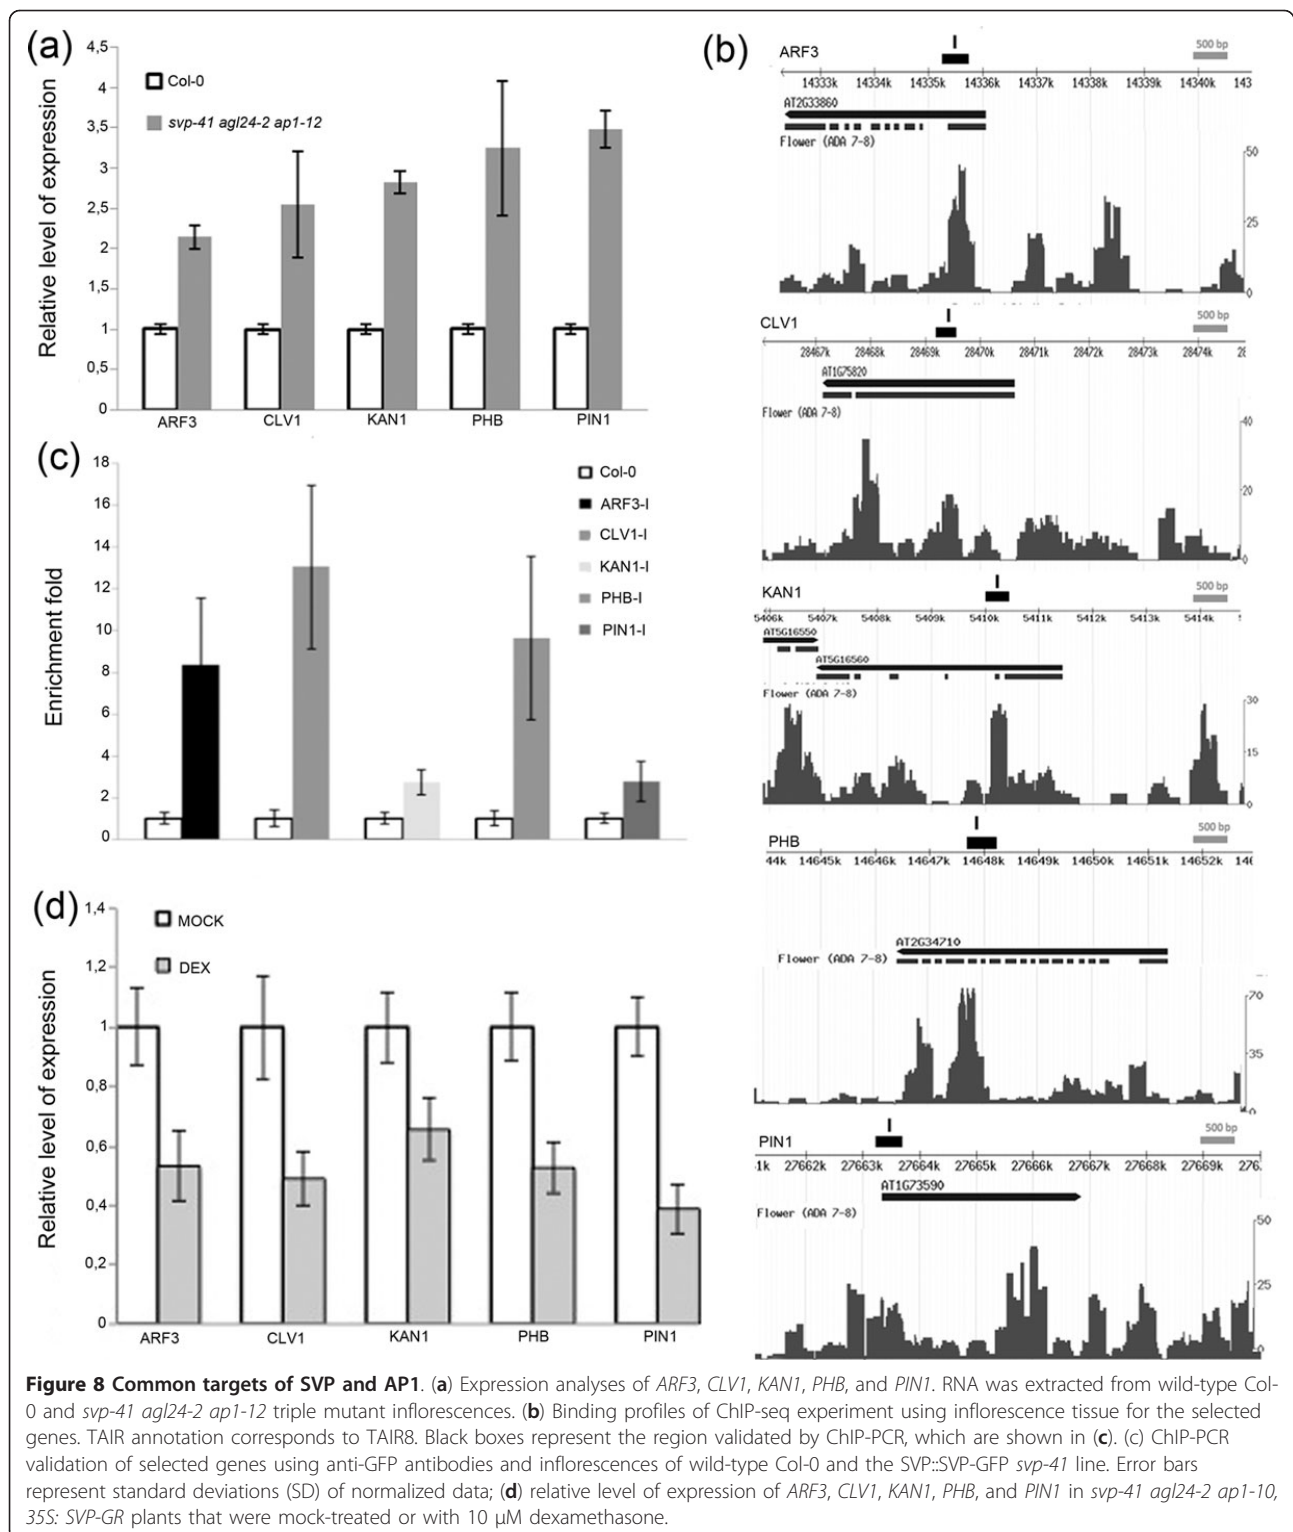 (a)
4,5
4
3,5
3
2,5
2
1,5
1
0,5
0
Relative level of expression
Col-0
svp-41 agl24-2 ap1-12
ARF3 CLV1 KAN1 PHB PIN1
(b)
ARF3
500 bp
14333k 14334k 14335k 14336k 14337k 14338k 14339k 14340k 143
AT2G33860
Flower (ADA 7-8)
50
25
0
CLV1
500 bp
28467k 28468k 28469k 28470k 28471k 28472k 28473k 28474k 28
AT1G75820
Flower (ADA 7-8)
40
20
0
KAN1
500 bp
5406k 5407k 5408k 5409k 5410k 5411k 5412k 5413k 5414k
AT5G16550
AT5G16560
Flower (ADA 7-8)
30
15
0
PHB
500 bp
44k 14645k 14646k 14647k 14648k 14649k 14650k 14651k 14652k
AT2G34710
Flower (ADA 7-8)
70
35
0
PIN1
500 bp
1k 27662k 27663k 27664k 27665k 27666k 27667k 27668k 27669k 276
AT1G73590
Flower (ADA 7-8)
50
25
0
(c)
18
16
14
12
10
8
6
4
2
0
Enrichment fold
Col-0
ARF3-I
CLV1-I
KAN1-I
PHB-I
PIN1-I
(d)
1,4
1,2
1
0,8
0,6
0,4
0,2
0
Relative level of expression
MOCK
DEX
ARF3 CLV1 KAN1 PHB PIN1
Figure 8 Common targets of SVP and AP1. (a) Expression analyses of ARF3, CLV1, KAN1, PHB, and PIN1. RNA was extracted from wild-type Col-
0 and svp-41 agl24-2 ap1-12 triple mutant inflorescences. (b) Binding profiles of ChIP-seq experiment using inflorescence tissue for the selected
genes. TAIR annotation corresponds to TAIR8. Black boxes represent the region validated by ChIP-PCR, which are shown in (c). (c) ChIP-PCR
validation of selected genes using anti-GFP antibodies and inflorescences of wild-type Col-0 and the SVP::SVP-GFP svp-41 line. Error bars
represent standard deviations (SD) of normalized data; (d) relative level of expression of ARF3, CLV1, KAN1, PHB, and PIN1 in svp-41 agl24-2 ap1-10,
35S: SVP-GR plants that were mock-treated or with 10 μM dexamethasone.